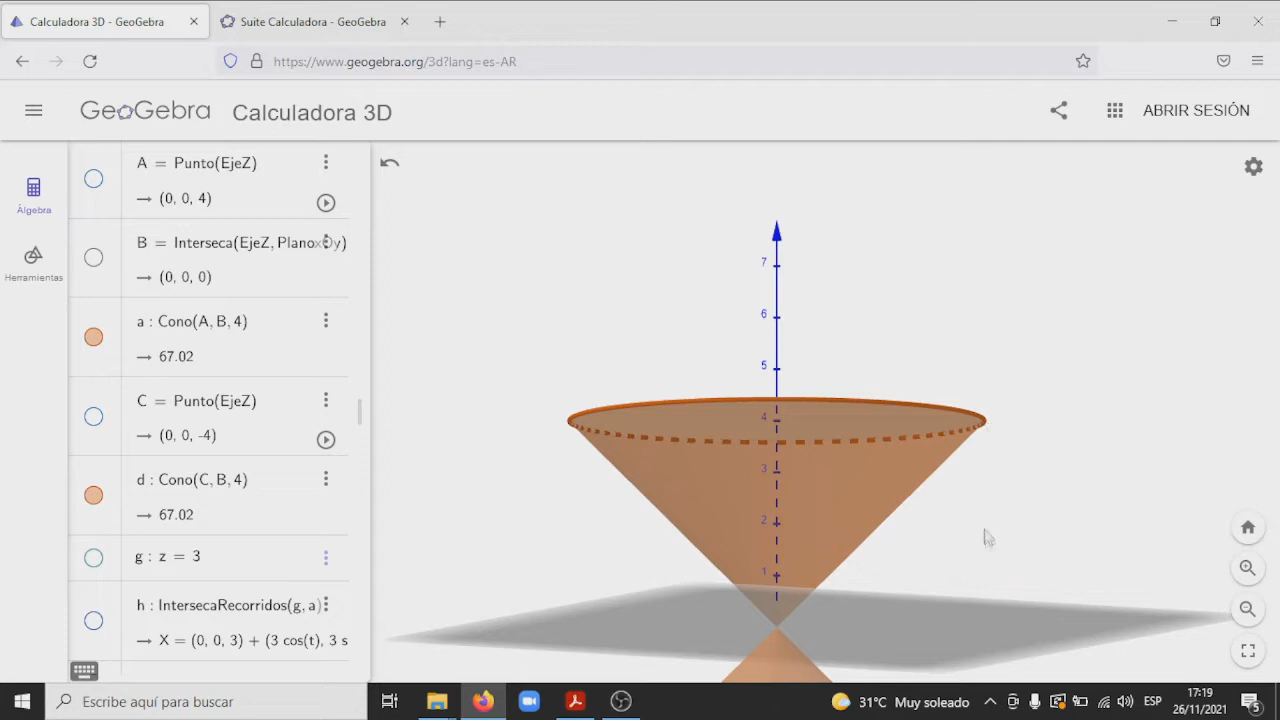 Calculadora 3D - GeoGebra
Suite Calculadora - GeoGebra
https://www.geogebra.org/3d?lang=es-AR
GeoGebra Calculadora 3D
ABRIR SESIÓN
Álgebra
Herramientas
A = Punto(EjeZ)
→ (0, 0, 4)
B = Interseca(EjeZ, PlanoxOy)
→ (0, 0, 0)
a : Cono(A, B, 4)
→ 67.02
C = Punto(EjeZ)
→ (0, 0, -4)
d : Cono(C, B, 4)
→ 67.02
g : z = 3
h : IntersecaRecorridos(g, a)
→ X = (0, 0, 3) + (3 cos(t), 3 s
7
6
5
4
3
2
1
Escribe aquí para buscar
31°C Muy soleado
ESP
17:19
26/11/2021
5